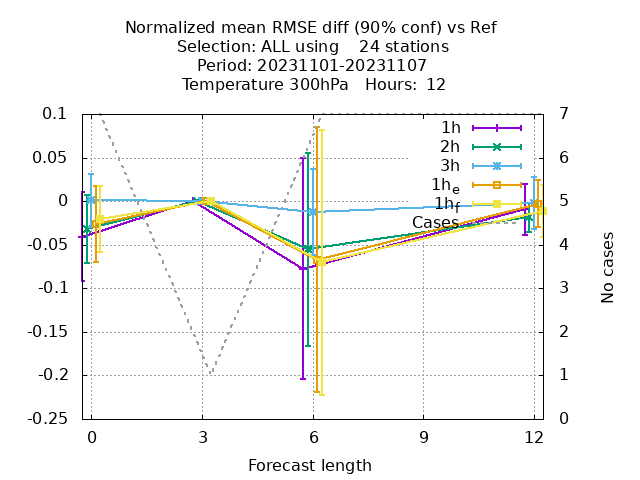 Normalized mean RMSE diff (90% conf) vs Ref
Selection: ALL using 24 stations
Period: 20231101-20231107
Temperature 300hPa Hours: 12
0.1
0.05
0
-0.05
-0.1
-0.15
-0.2
-0.25
7
6
5
4
3
2
1
0
1h
2h
3h
1he
1hf
Cases
No cases
0 3 6 9 12
Forecast length